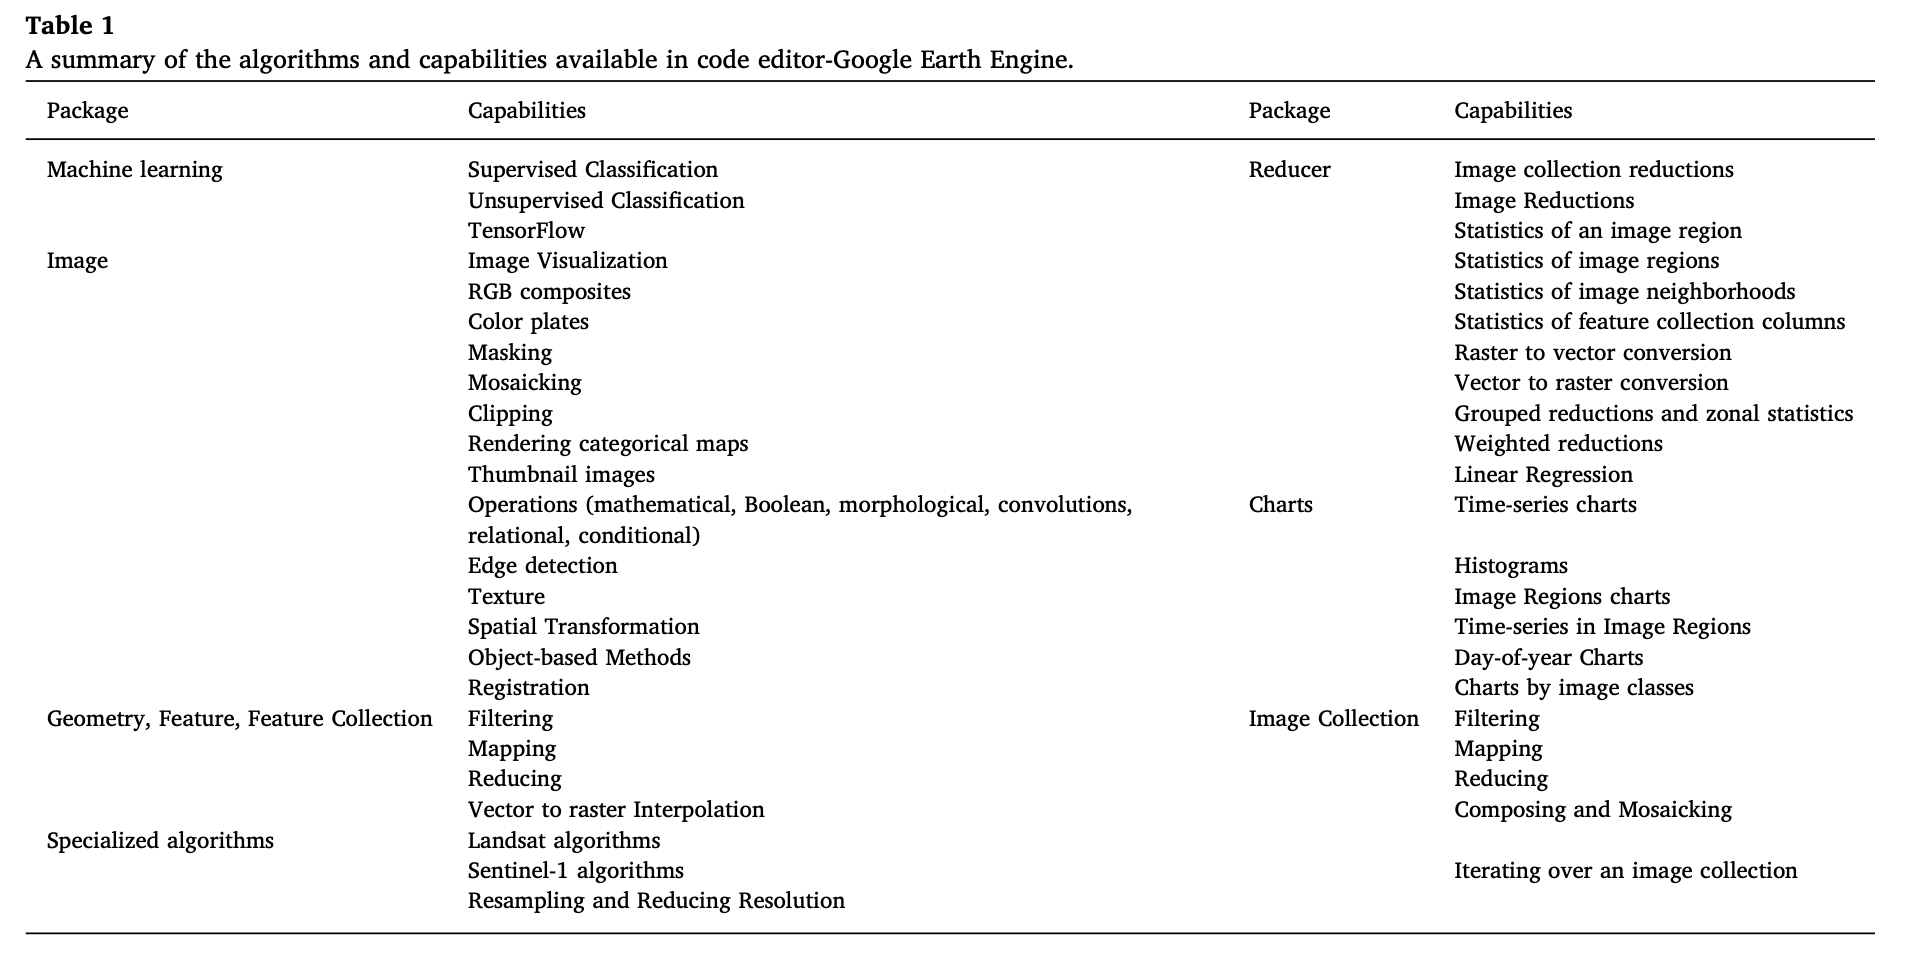 Table 1
A summary of the algorithms and capabilities available in code editor-Google Earth Engine.
Package Capabilities Package Capabilities
Machine learning Supervised Classification Reducer Image collection reductions
Unsupervised Classification Image Reductions
TensorFlow Statistics of an image region
Image Image Visualization Statistics of image regions
RGB composites Statistics of image neighborhoods
Color plates Statistics of feature collection columns
Masking Raster to vector conversion
Mosaicking Vector to raster conversion
Clipping Grouped reductions and zonal statistics
Rendering categorical maps Weighted reductions
Thumbnail images Linear Regression
Operations (mathematical, Boolean, morphological, convolutions, Charts Time-series charts
relational, conditional)
Edge detection Histograms
Texture Image Regions charts
Spatial Transformation Time-series in Image Regions
Object-based Methods Day-of-year Charts
Registration Charts by image classes
Geometry, Feature, Feature Collection Filtering Image Collection Filtering
Mapping Mapping
Reducing Reducing
Vector to raster Interpolation Composing and Mosaicking
Specialized algorithms Landsat algorithms
Sentinel-1 algorithms Iterating over an image collection
Resampling and Reducing Resolution